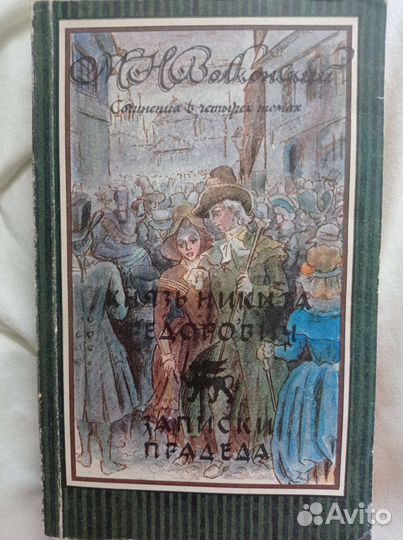 М Н Волконский
Сочинения в четырех томах
КНЯЗЬ НИКИТА
ФЕДОРОВИЧ
ЗАПИСКИ
ПРАДЕДА
Avito